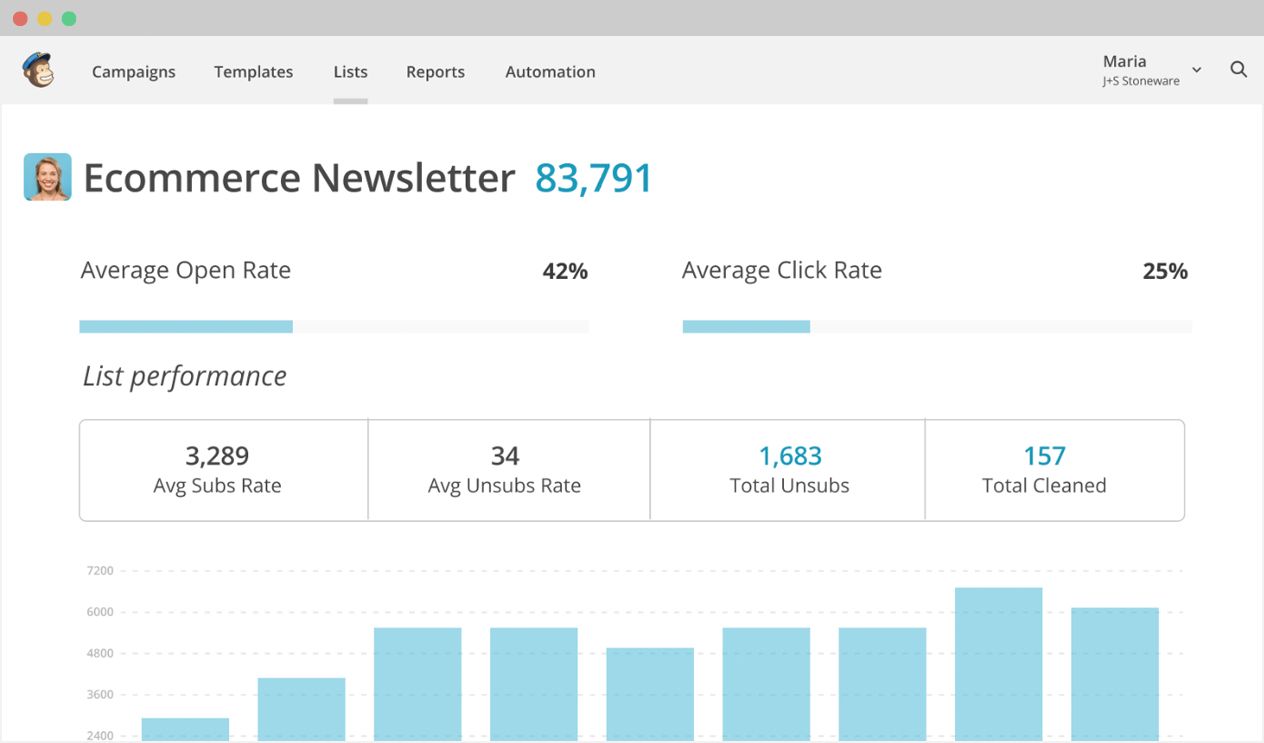 Campaigns Templates Lists Reports Automation
Maria
J+S Stoneware
Ecommerce Newsletter 83,791
Average Open Rate 42%
Average Click Rate 25%
List performance
3,289
Avg Subs Rate
34
Avg Unsubs Rate
1,683
Total Unsubs
157
Total Cleaned
7200
6000
4800
3600
2400